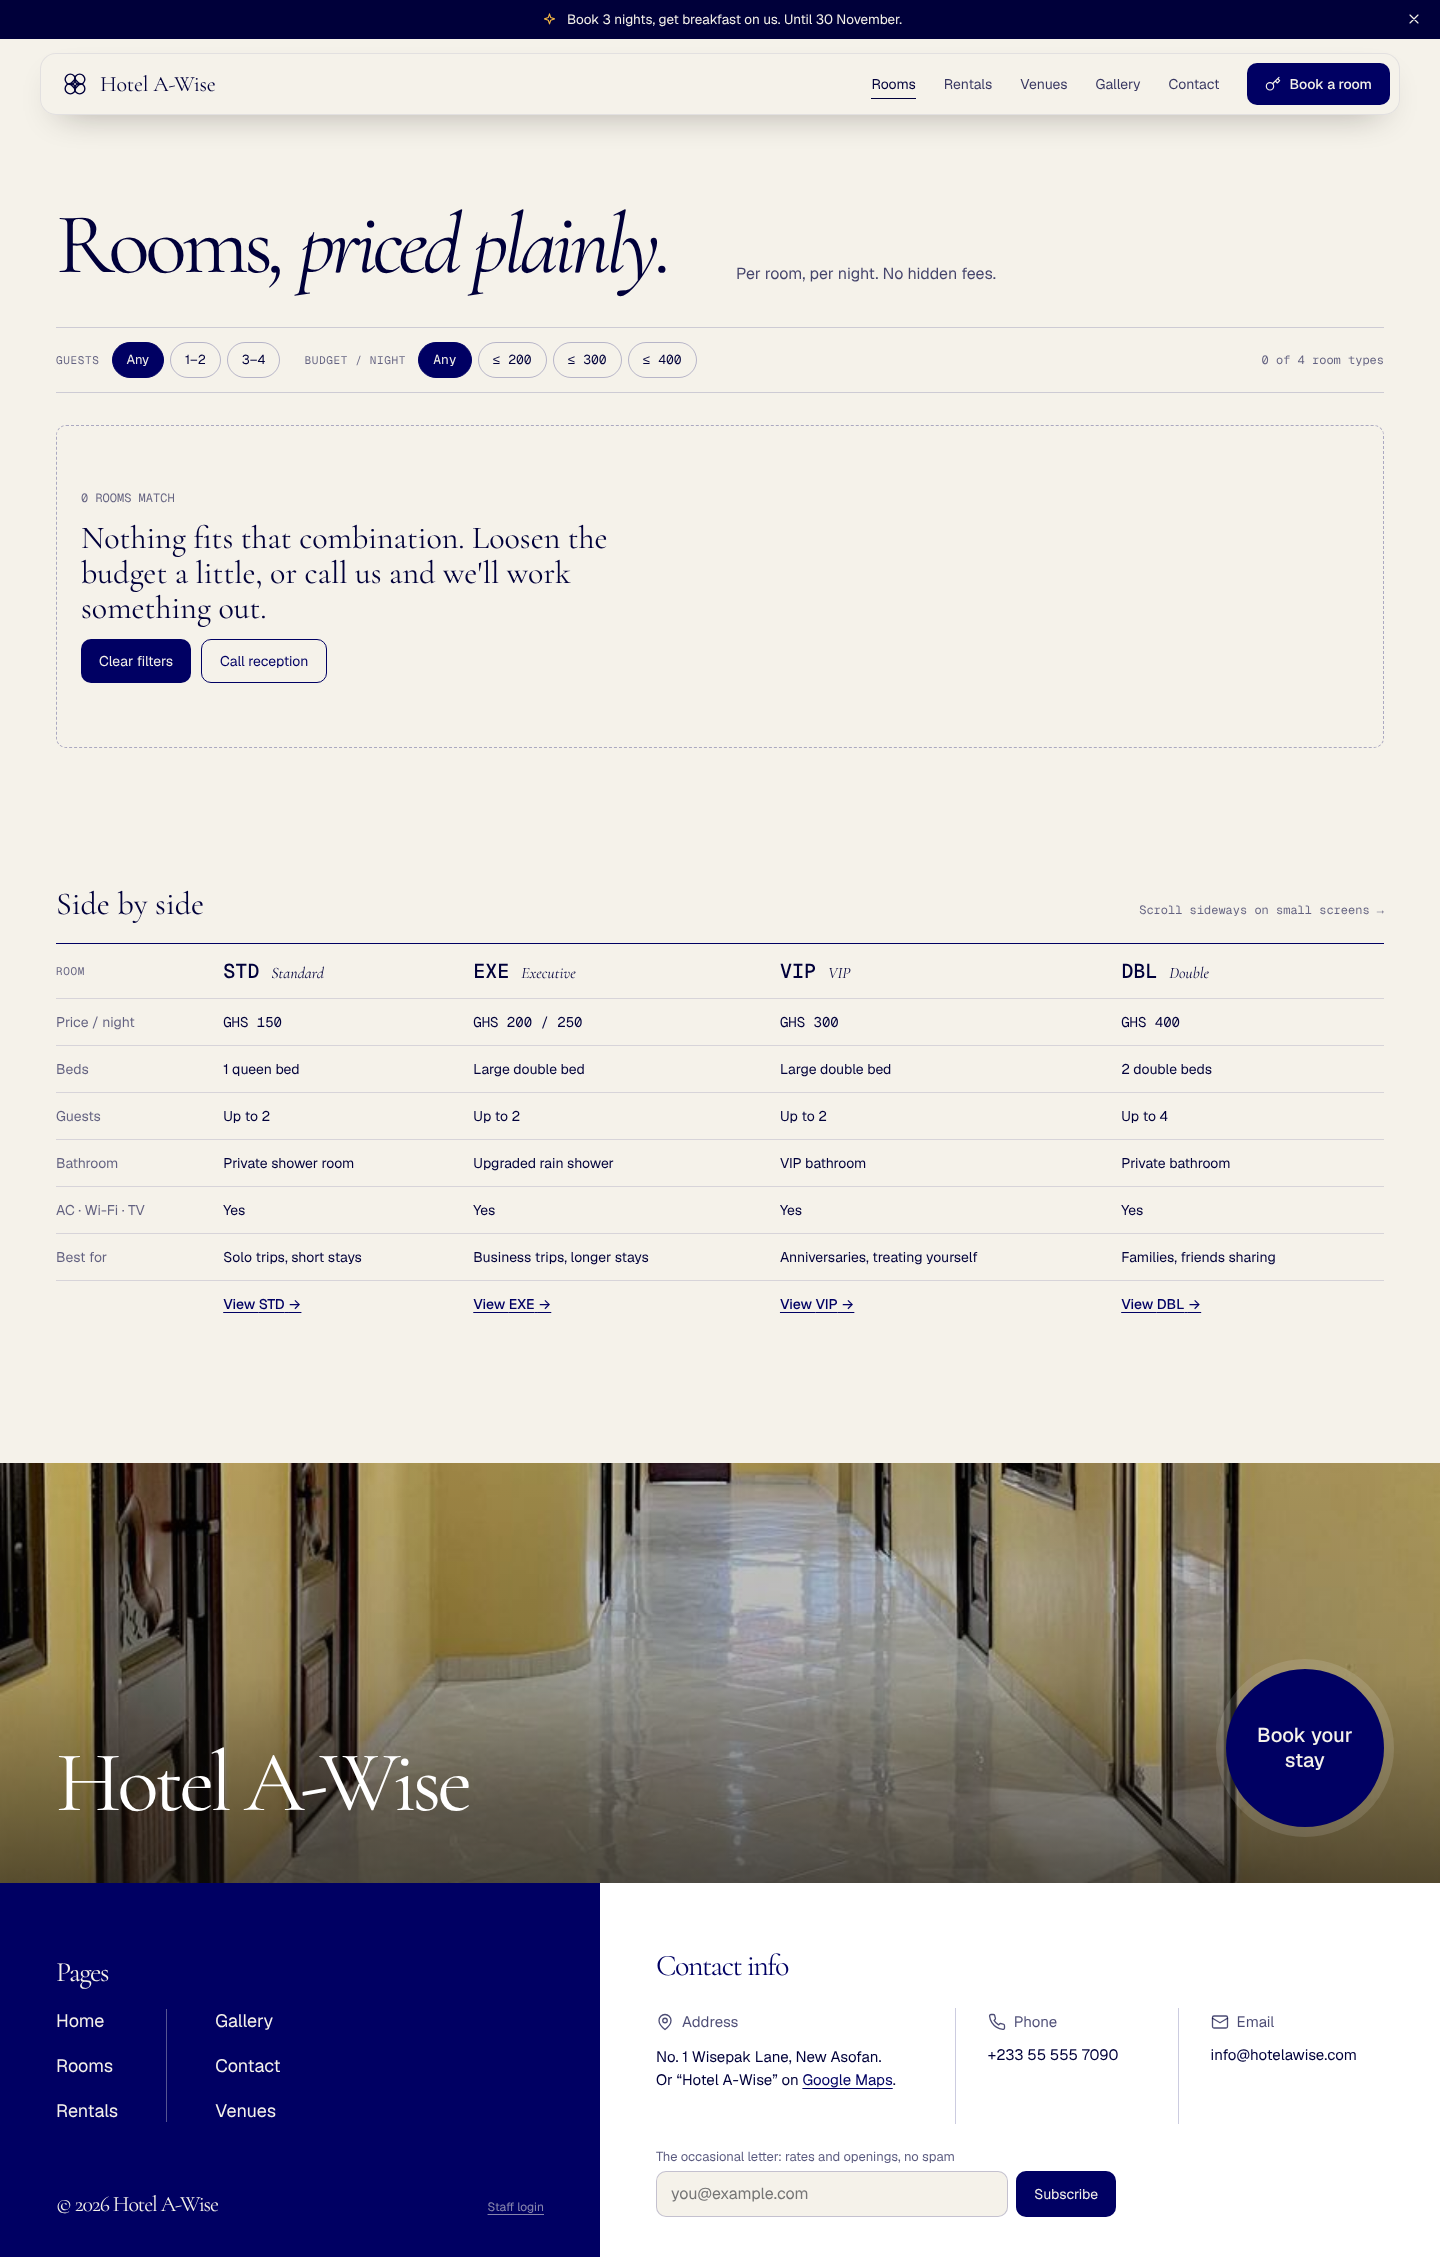 Book 3 nights, get breakfast on us. Until 30 November.
Hotel A-Wise
Rooms Rentals Venues Gallery Contact Book a room
Rooms, priced plainly.
Per room, per night. No hidden fees.
GUESTS Any 1–2 3–4 BUDGET / NIGHT Any ≤ 200 ≤ 300 ≤ 400 0 of 4 room types
0 ROOMS MATCH
Nothing fits that combination. Loosen the
budget a little, or call us and we'll work
something out.
Clear filters Call reception
Side by side
Scroll sideways on small screens →
ROOM STD Standard EXE Executive VIP VIP DBL Double
Price / night GHS 150 GHS 200 / 250 GHS 300 GHS 400
Beds 1 queen bed Large double bed Large double bed 2 double beds
Guests Up to 2 Up to 2 Up to 2 Up to 4
Bathroom Private shower room Upgraded rain shower VIP bathroom Private bathroom
AC · Wi-Fi · TV Yes Yes Yes Yes
Best for Solo trips, short stays Business trips, longer stays Anniversaries, treating yourself Families, friends sharing
View STD → View EXE → View VIP → View DBL →
Hotel A-Wise
Book your
stay
Pages
Home
Rooms
Rentals
Gallery
Contact
Venues
© 2026 Hotel A-Wise
Staff login
Contact info
Address
No. 1 Wisepak Lane, New Asofan.
Or “Hotel A-Wise” on Google Maps.
Phone
+233 55 555 7090
Email
info@hotelawise.com
The occasional letter: rates and openings, no spam
you@example.com
Subscribe